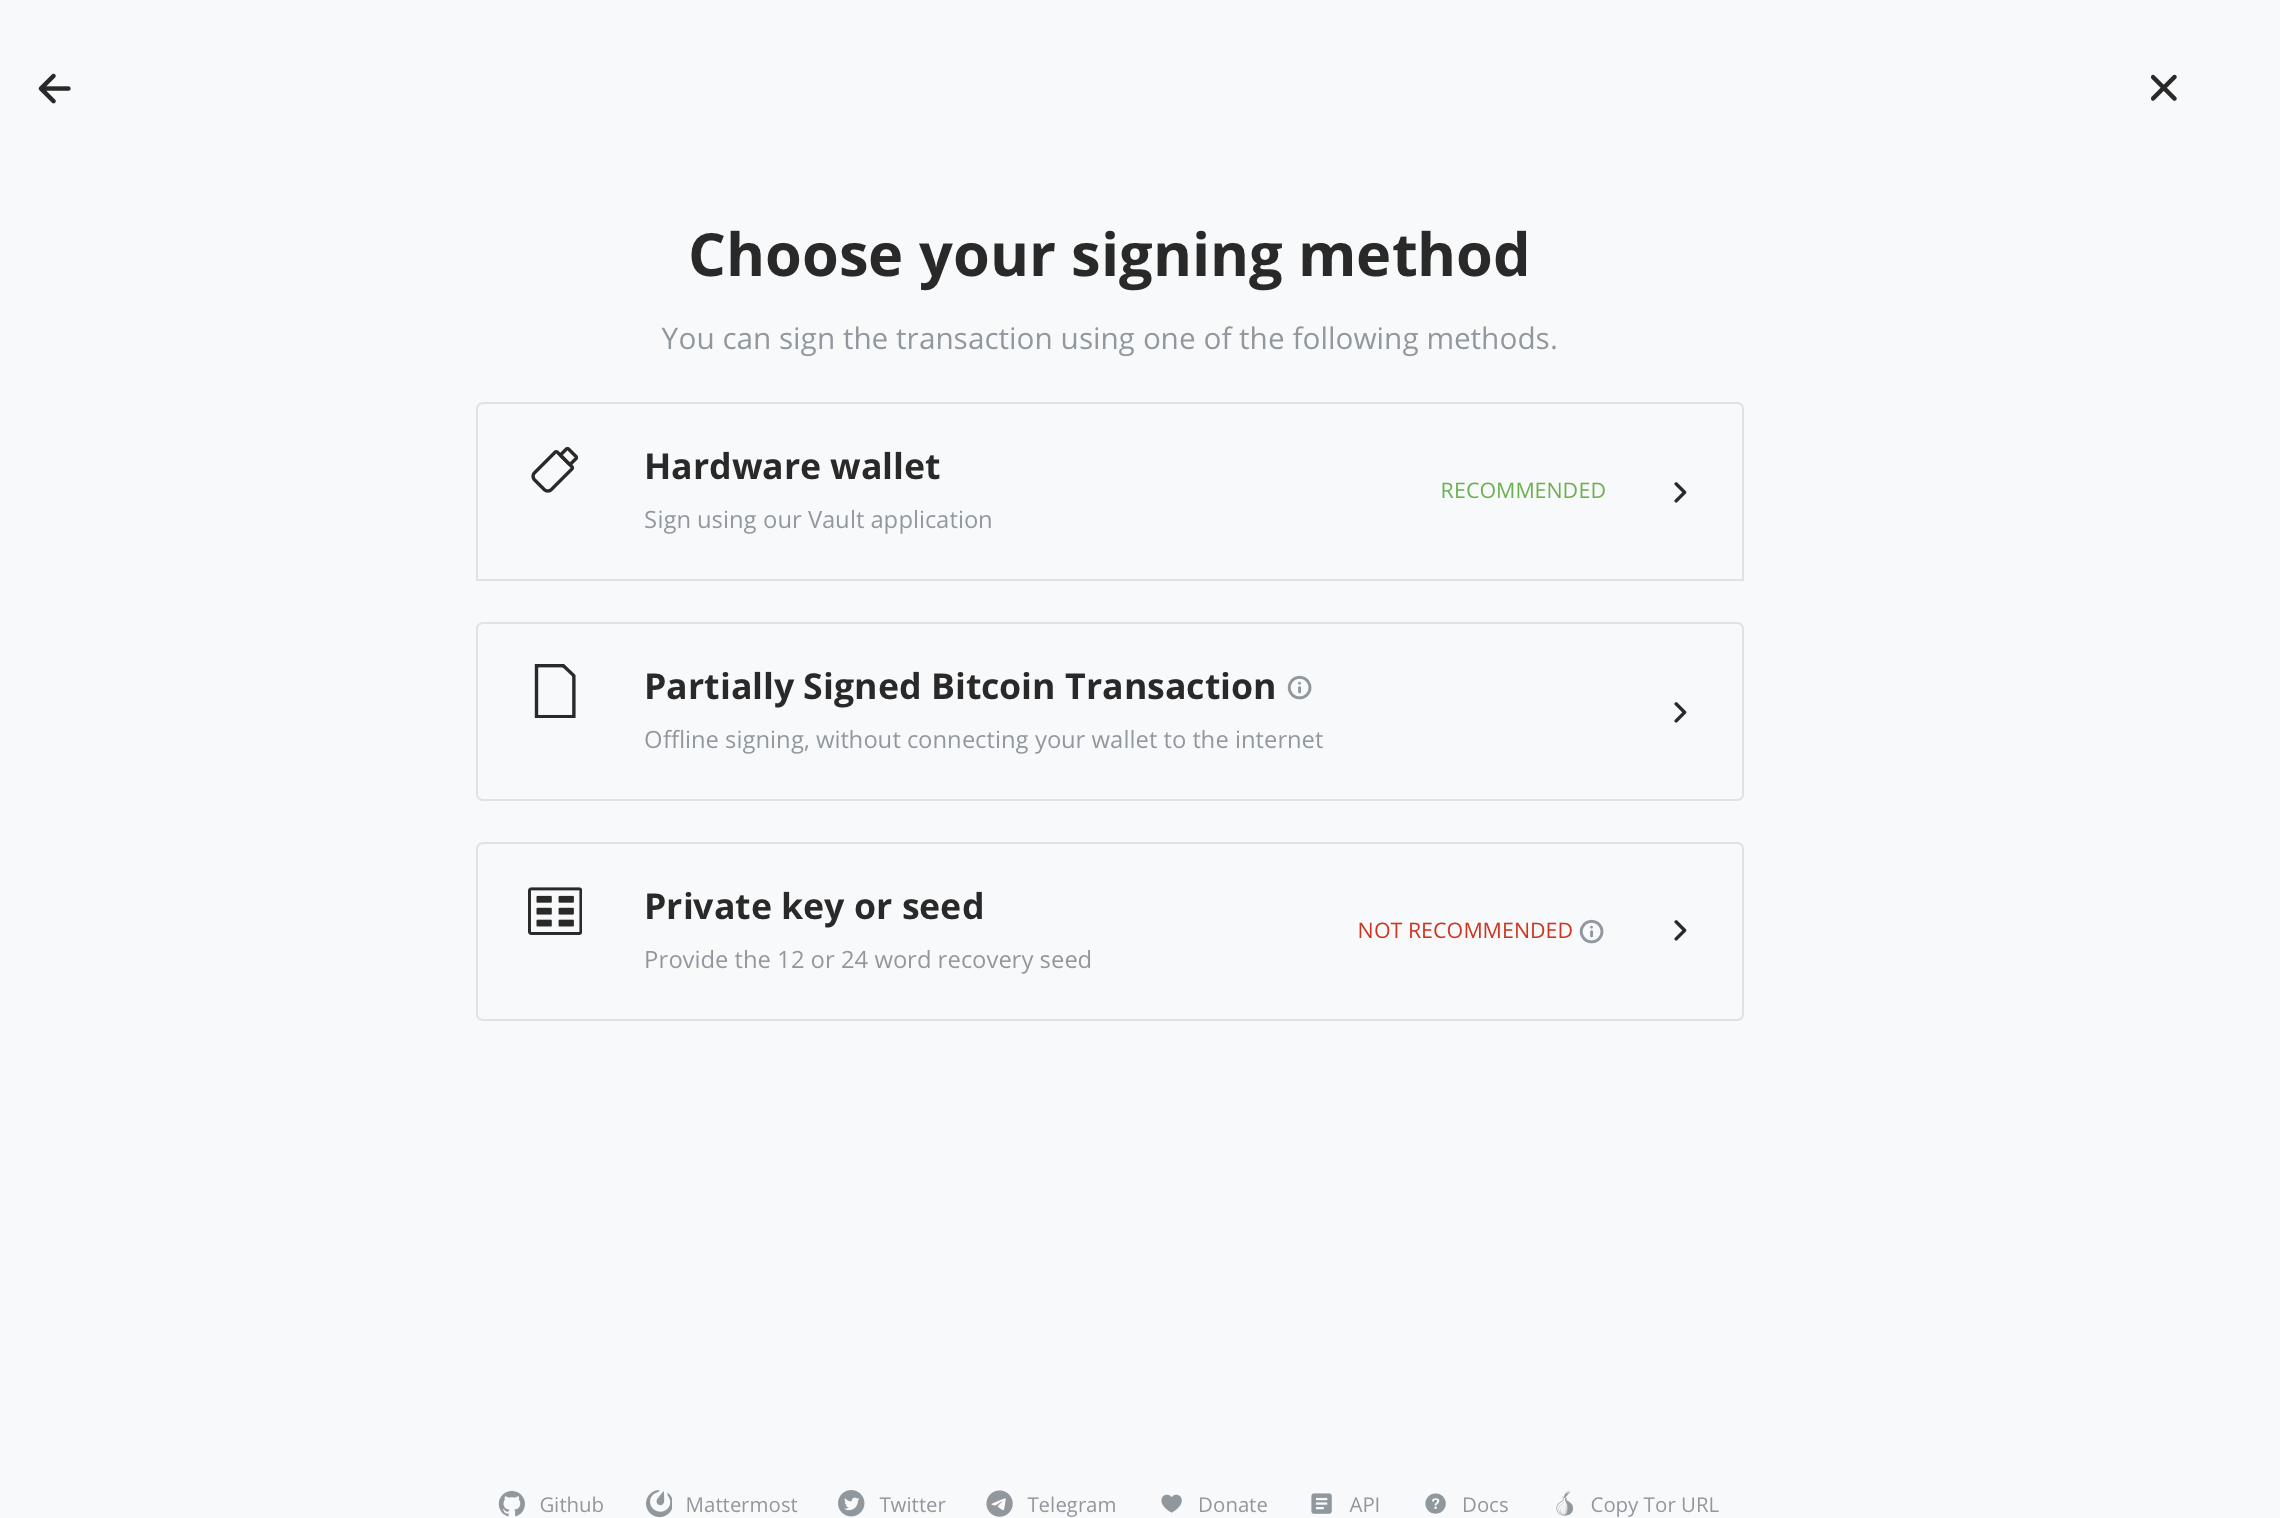 Choose your signing method
You can sign the transaction using one of the following methods.
Hardware wallet
Sign using our Vault application
RECOMMENDED
Partially Signed Bitcoin Transaction
Offline signing, without connecting your wallet to the internet
Private key or seed
Provide the 12 or 24 word recovery seed
NOT RECOMMENDED
Github Mattermost Twitter Telegram Donate API Docs Copy Tor URL